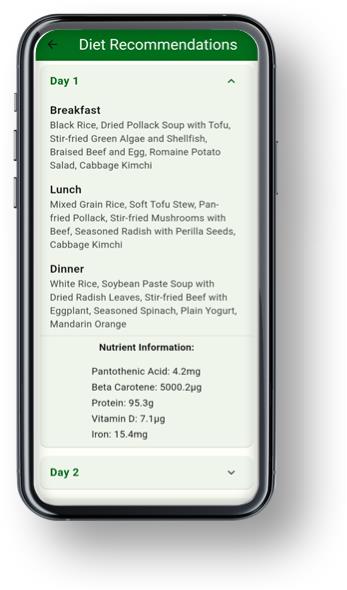 Diet Recommendations
Day 1
Breakfast
Black Rice, Dried Pollack Soup with Tofu,
Stir-fried Green Algae and Shellfish,
Braised Beef and Egg, Romaine Potato
Salad, Cabbage Kimchi
Lunch
Mixed Grain Rice, Soft Tofu Stew, Pan-
fried Pollack, Stir-fried Mushrooms with
Beef, Seasoned Radish with Perilla Seeds,
Cabbage Kimchi
Dinner
White Rice, Soybean Paste Soup with
Dried Radish Leaves, Stir-fried Beef with
Eggplant, Seasoned Spinach, Plain Yogurt,
Mandarin Orange
Nutrient Information:
Pantothenic Acid: 4.2mg
Beta Carotene: 5000.2μg
Protein: 95.3g
Vitamin D: 7.1μg
Iron: 15.4mg
Day 2